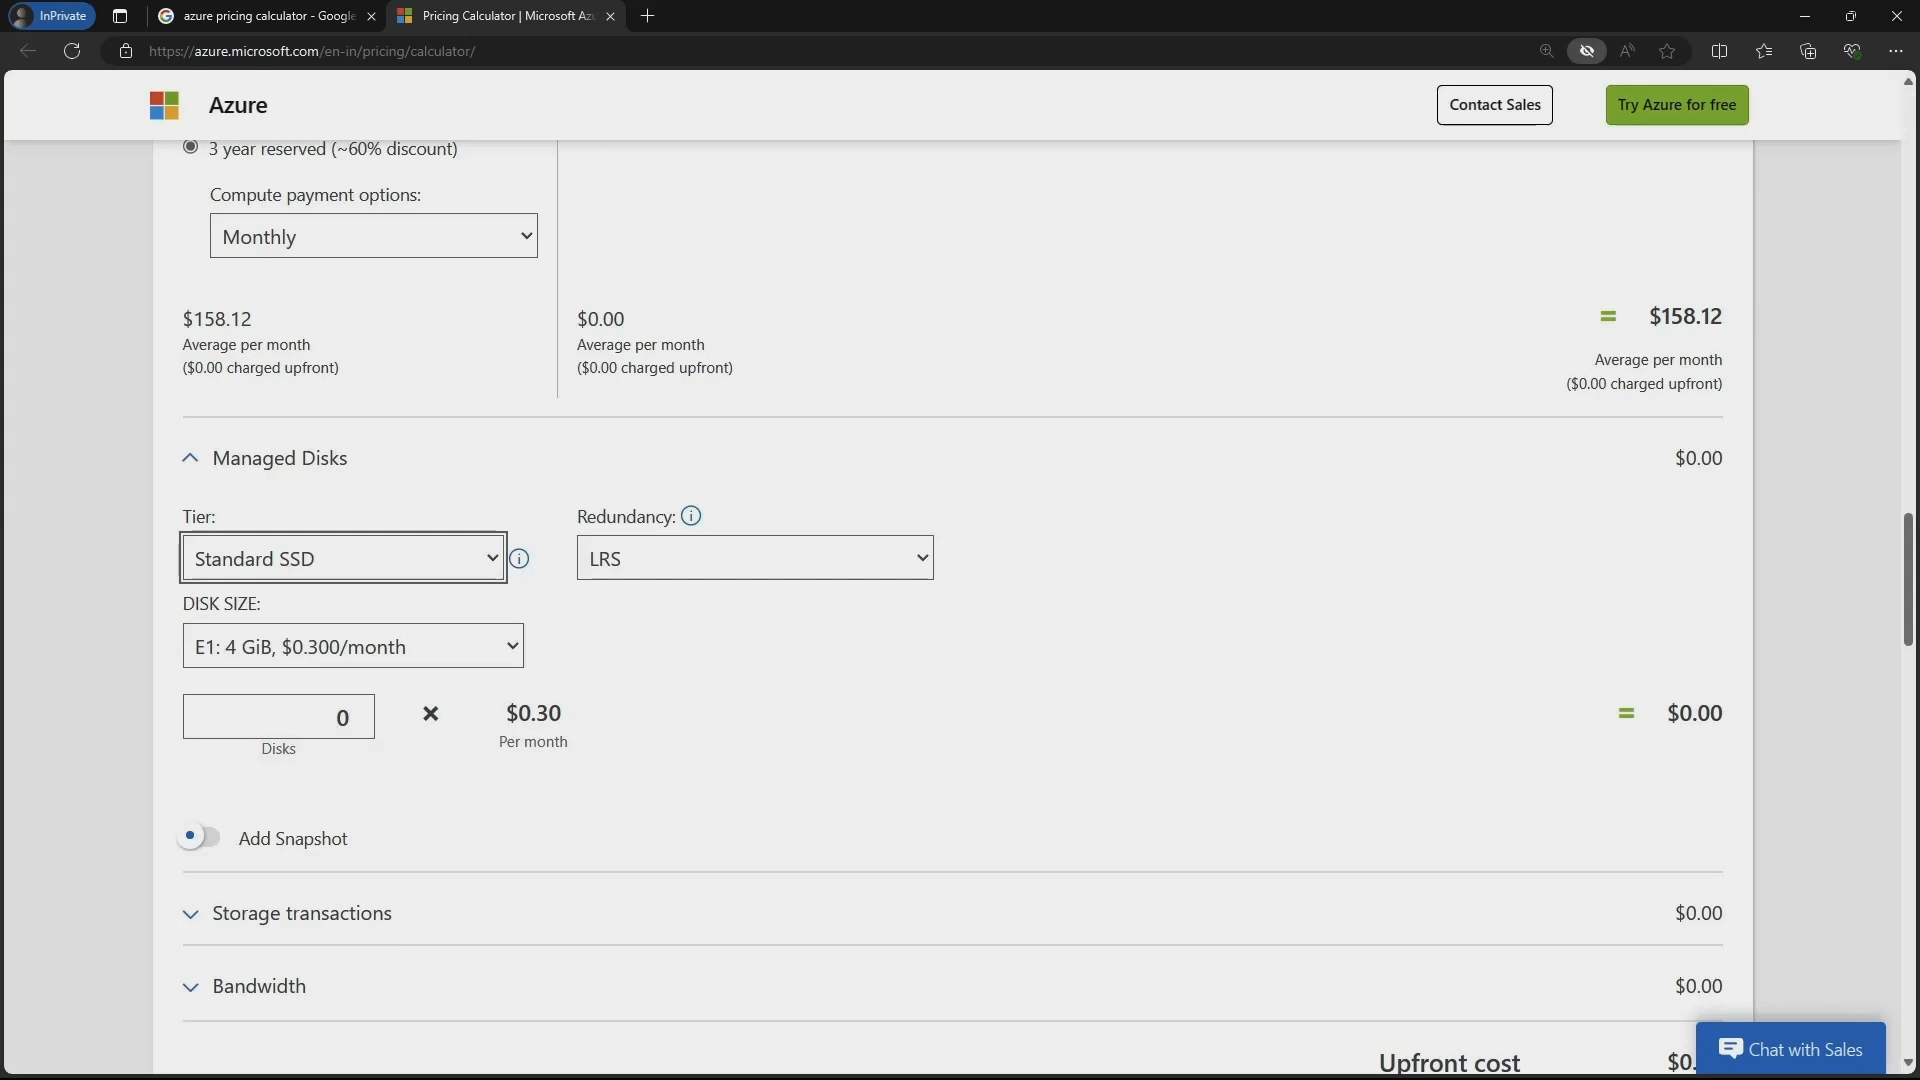 InPrivate
azure pricing calculator - Google
Pricing Calculator | Microsoft Az
https://azure.microsoft.com/en-in/pricing/calculator/
Azure
Contact Sales
Try Azure for free
3 year reserved (~60% discount)
Compute payment options:
Monthly
$158.12
Average per month
($0.00 charged upfront)
$0.00
Average per month
($0.00 charged upfront)
= $158.12
Average per month
($0.00 charged upfront)
Managed Disks $0.00
Tier:
Redundancy:
Standard SSD
LRS
DISK SIZE:
E1: 4 GiB, $0.300/month
0 × $0.30 = $0.00
Disks
Per month
Add Snapshot
Storage transactions $0.00
Bandwidth $0.00
Upfront cost $0.
Chat with Sales